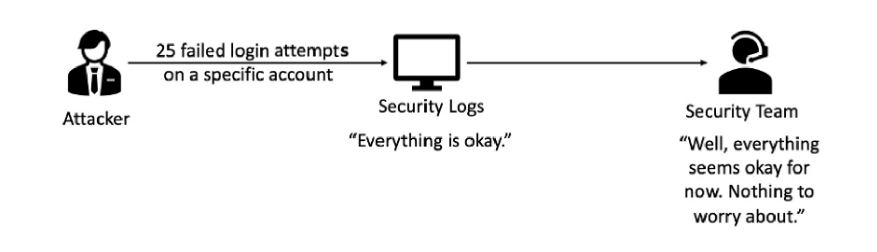 25 failed login attempts
on a specific account
Attacker
Security Logs
"Everything is okay."
Security Team
"Well, everything
seems okay for
now. Nothing to
worry about."